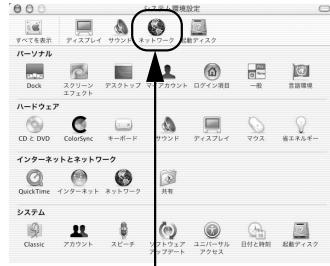 システム環境設定
すべてを表示 ディスプレイ サウンド ネットワーク 起動ディスク
パーソナル
Dock スクリーン エフェクト デスクトップ マイアカウント ログイン項目 一般 言語環境
ハードウェア
CD と DVD ColorSync キーボード サウンド ディスプレイ マウス 省エネルギー
インターネットとネットワーク
QuickTime インターネット ネットワーク 共有
システム
Classic アカウント スピーチ ソフトウェア アップデート ユニバーサル アクセス 日付と時刻 起動ディスク